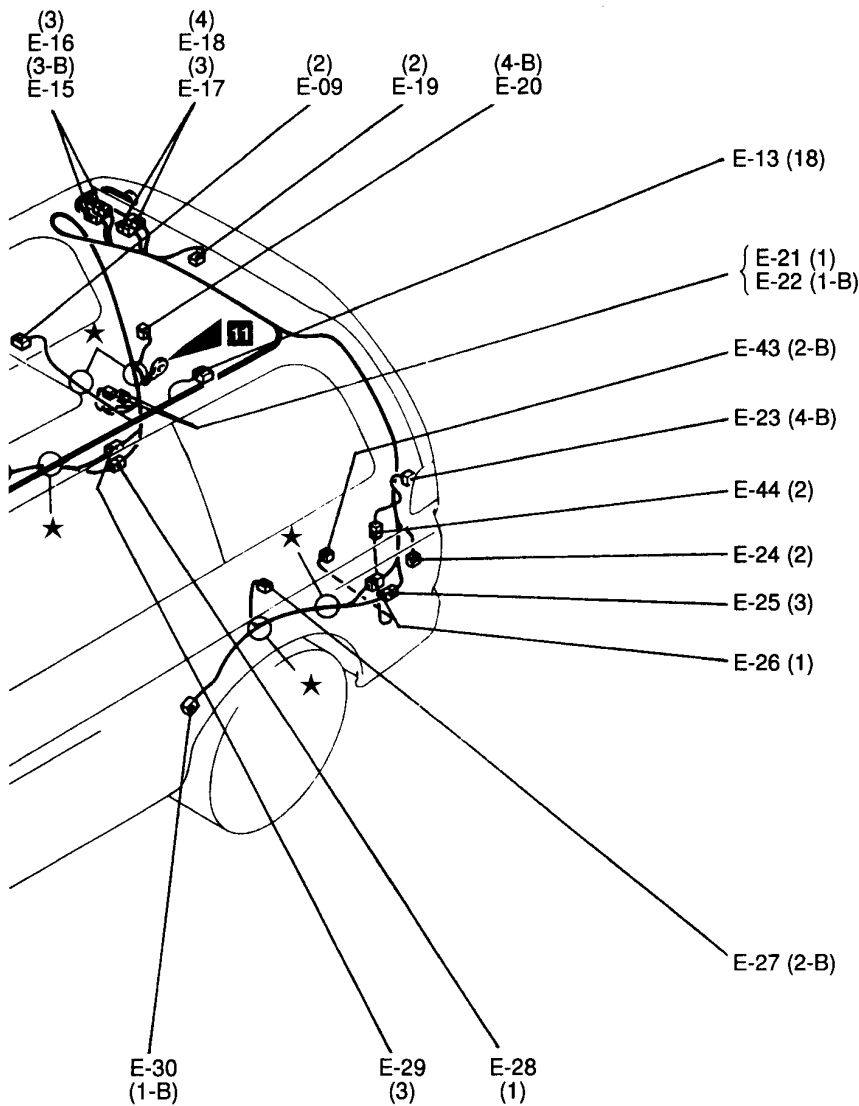 (3)
E-16
(3-B)
E-15
(4)
E-18
(3)
E-17
(2)
E-09
(2)
E-19
(4-B)
E-20
E-13 (18)
E-21 (1)
E-22 (1-B)
11
E-43 (2-B)
E-23 (4-B)
E-44 (2)
E-24 (2)
E-25 (3)
E-26 (1)
E-27 (2-B)
E-30
(1-B)
E-29
(3)
E-28
(1)